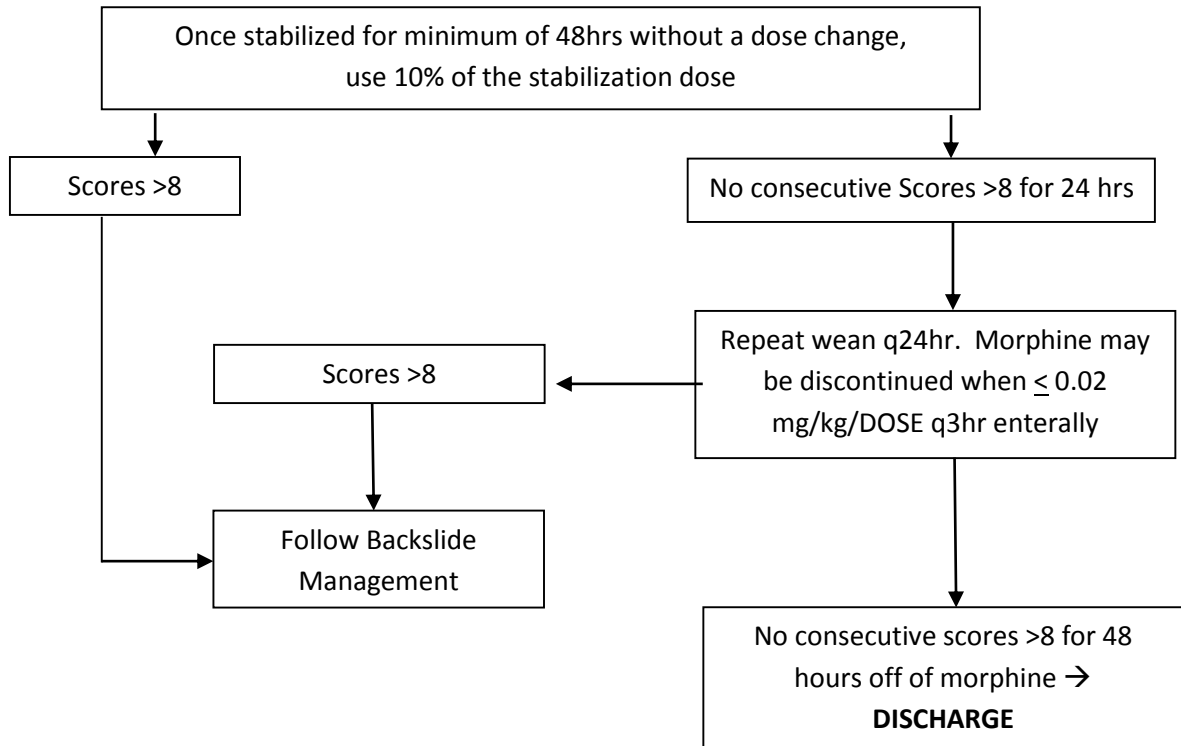 Once stabilized for minimum of 48hrs without a dose change,
use 10% of the stabilization dose
Scores >8
No consecutive Scores >8 for 24 hrs
Repeat wean q24hr.  Morphine may
be discontinued when < 0.02
mg/kg/DOSE q3hr enterally
Scores >8
Follow Backslide
Management
No consecutive scores >8 for 48
hours off of morphine →
DISCHARGE